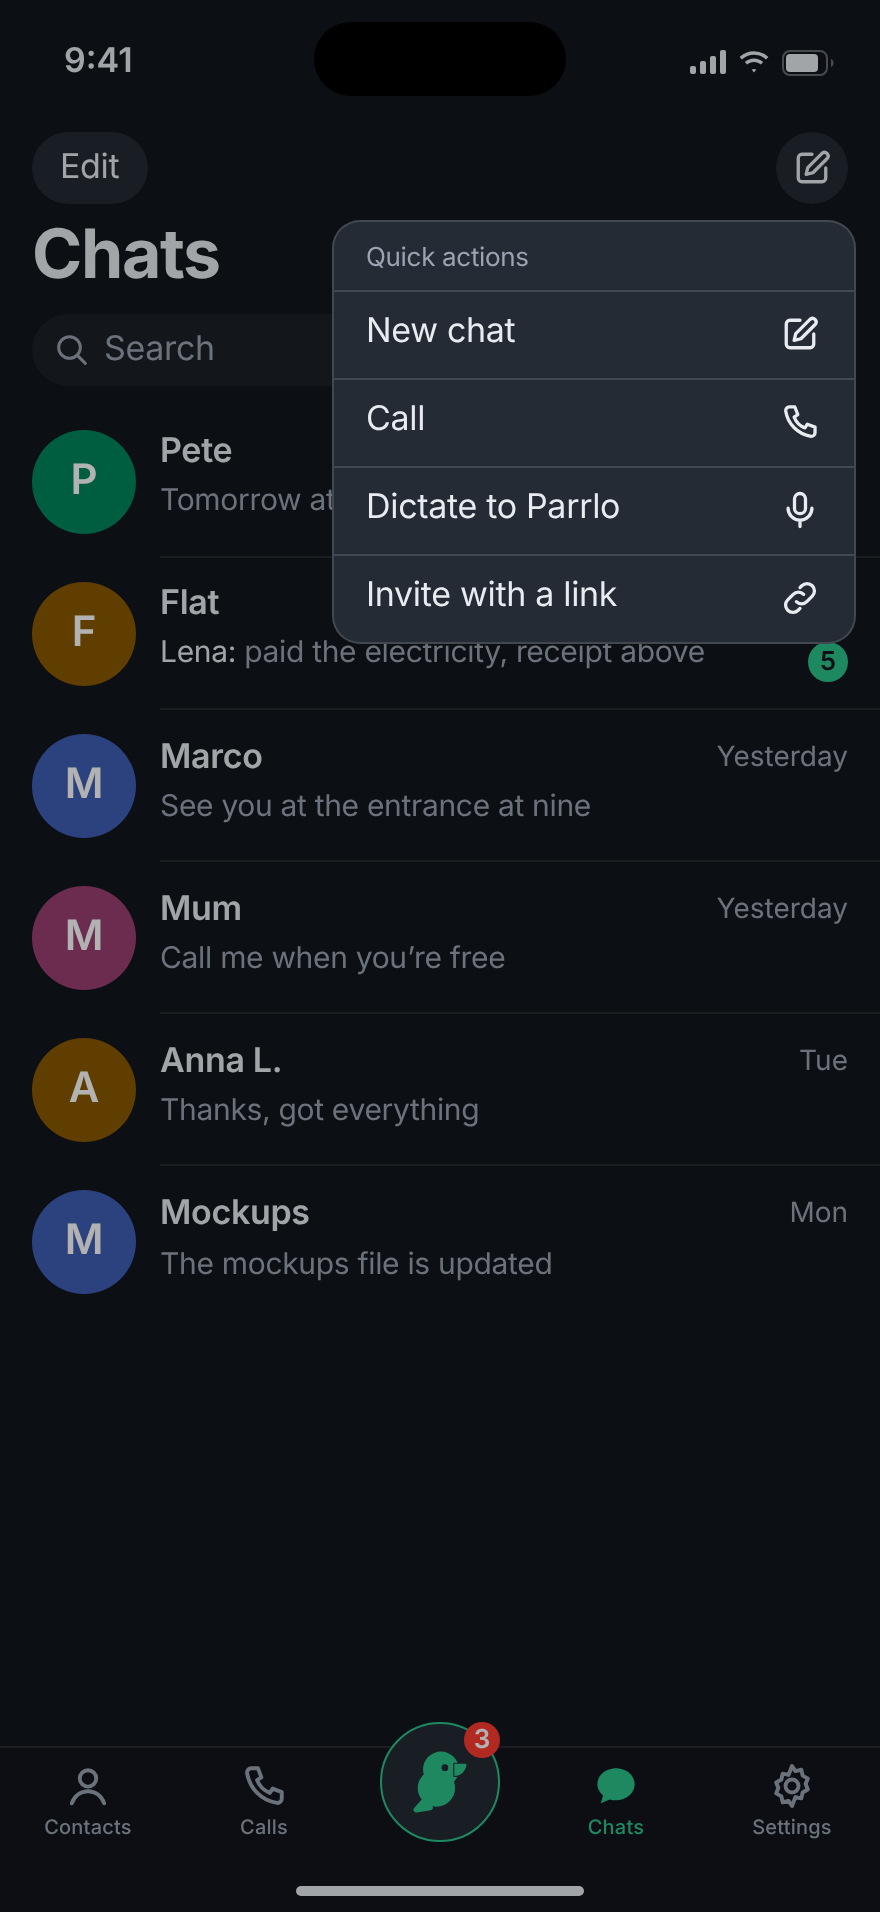 9:41
Edit
Chats
Quick actions
New chat
Search
Call
Dictate to Parrlo
Invite with a link
P
Pete
Tomorrow at
F
Flat
Lena: paid the electricity, receipt above
5
M
Marco
Yesterday
See you at the entrance at nine
M
Mum
Yesterday
Call me when you’re free
A
Anna L.
Tue
Thanks, got everything
M
Mockups
Mon
The mockups file is updated
3
Contacts
Calls
Chats
Settings